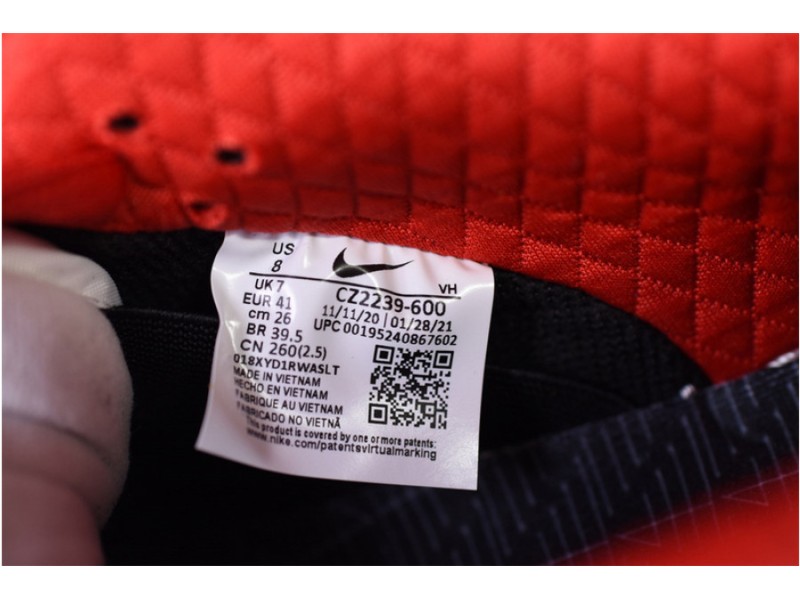 US
8
VH
UK 7
CZ2239-600
EUR 41
11/11/20 | 01/28/21
cm 26
UPC 00195240867602
BR 39.5
CN 260(2.5)
Q18XYD1RWASLT
MADE IN VIETNAM
HECHO EN VIETNAM
FABRIQUE AU VIETNAM
FABRICADO NO VIETNÃ
This product is covered by one or more patents:
www.nike.com/patentsvirtualmarking